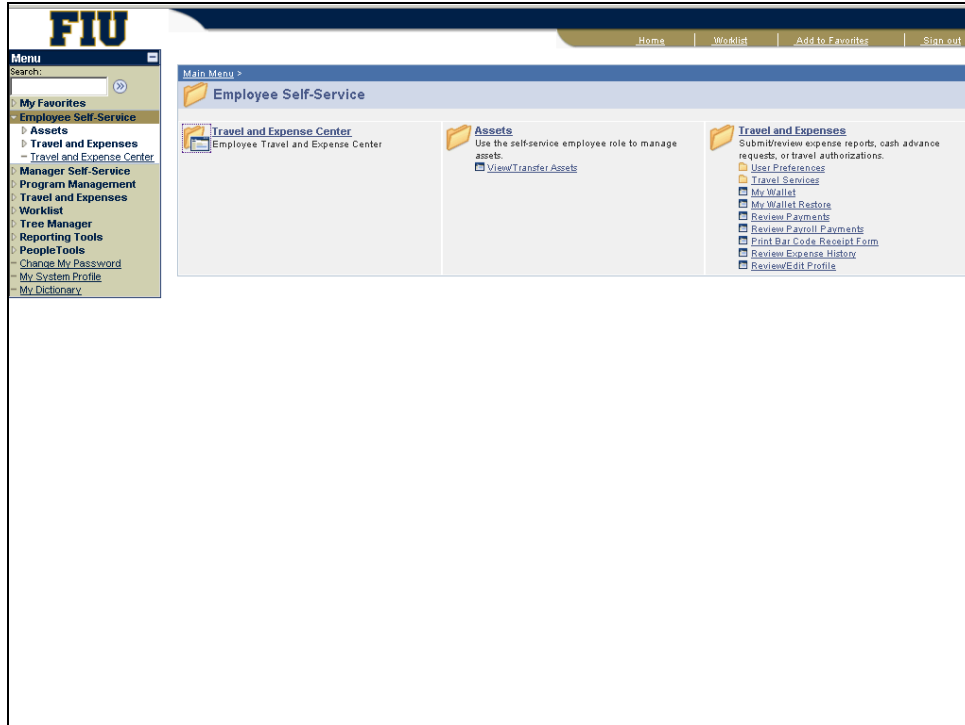 FIU
Home Worklist Add to Favorites Sign out
Menu
Search:
My Favorites
Employee Self-Service
Assets
Travel and Expenses
Travel and Expense Center
Manager Self-Service
Program Management
Travel and Expenses
Worklist
Tree Manager
Reporting Tools
PeopleTools
Change My Password
My System Profile
My Dictionary
Main Menu >
Employee Self-Service
Travel and Expense Center
Employee Travel and Expense Center
Assets
Use the self-service employee role to manage
assets.
View/Transfer Assets
Travel and Expenses
Submit/review expense reports, cash advance
requests, or travel authorizations.
User Preferences
Travel Services
My Wallet
My Wallet Restore
Review Payments
Review Payroll Payments
Print Bar Code Receipt Form
Review Expense History
Review/Edit Profile